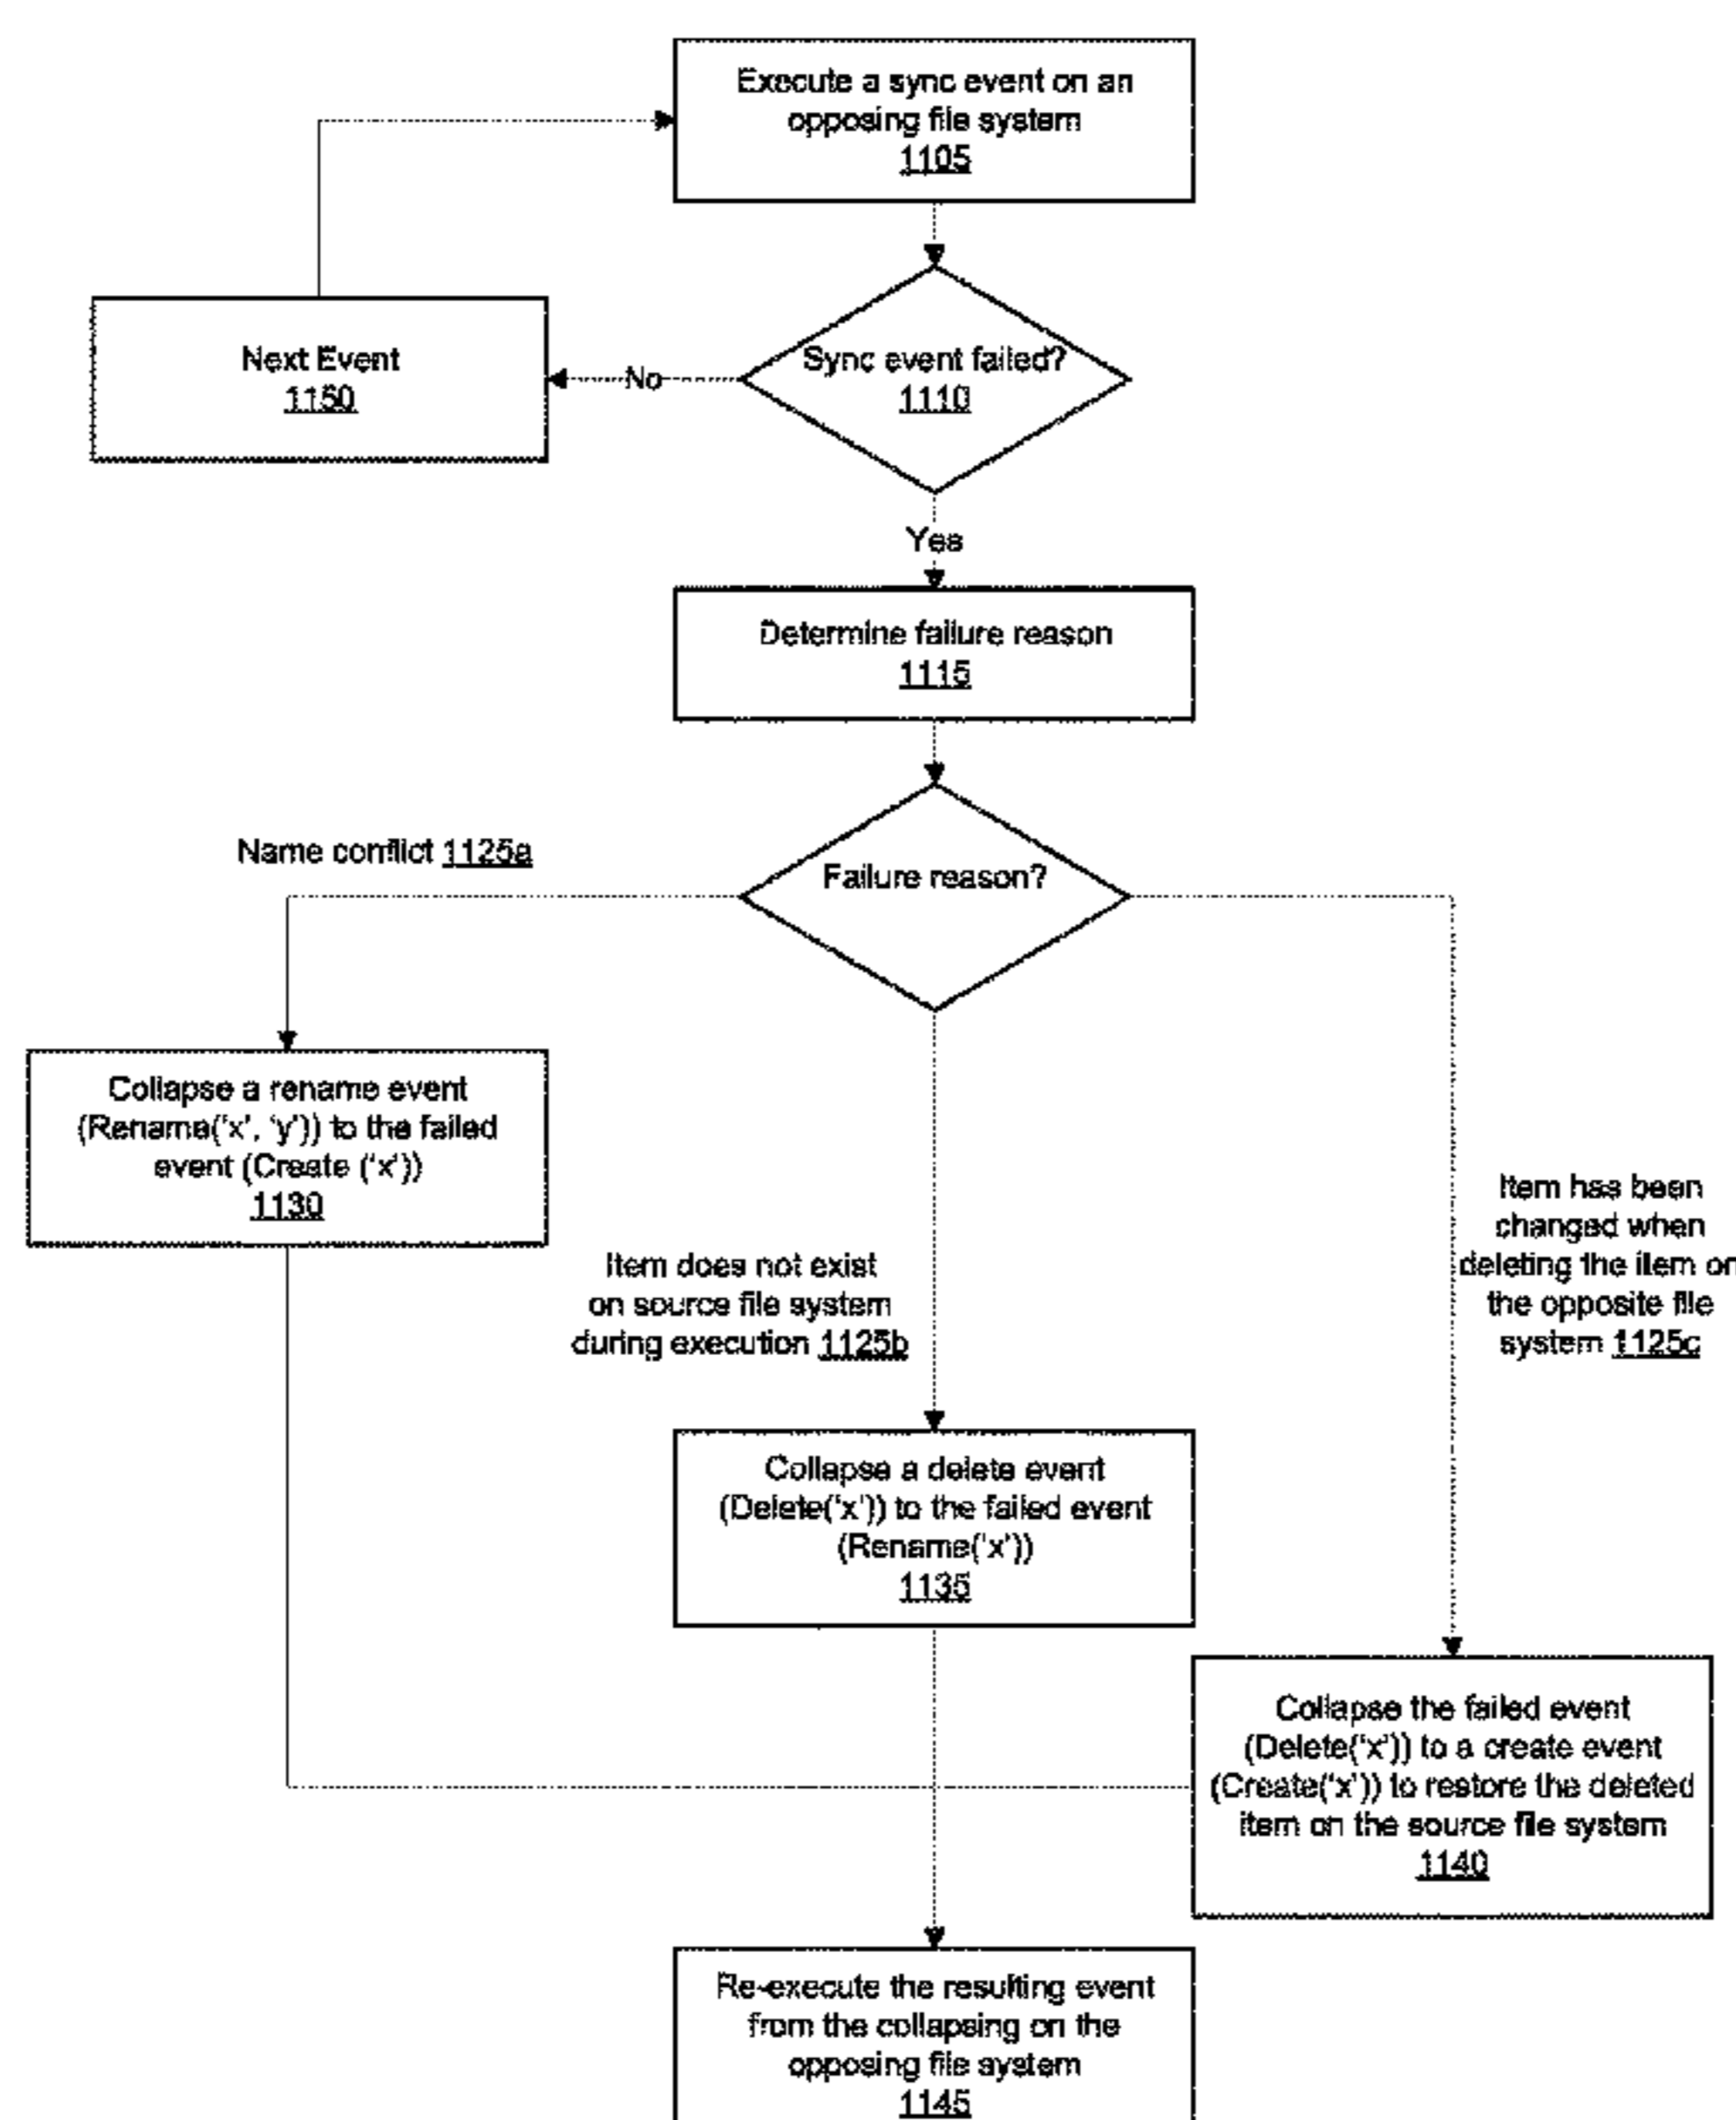 Execute a sync event on an
opposing file system
1105
Sync event failed?
1110
No
Next Event
1150
Yes
Determine failure reason
1115
Failure reason?
Name conflict 1125a
Collapse a rename event
(Rename('x', 'y')) to the failed
event (Create ('x'))
1130
Item does not exist
on source file system
during execution 1125b
Item has been
changed when
deleting the item on
the opposite file
system 1125c
Collapse a delete event
(Delete('x')) to the failed event
(Rename('x'))
1135
Collapse the failed event
(Delete('x')) to a create event
(Create('x')) to restore the deleted
item on the source file system
1140
Re-execute the resulting event
from the collapsing on the
opposing file system
1145